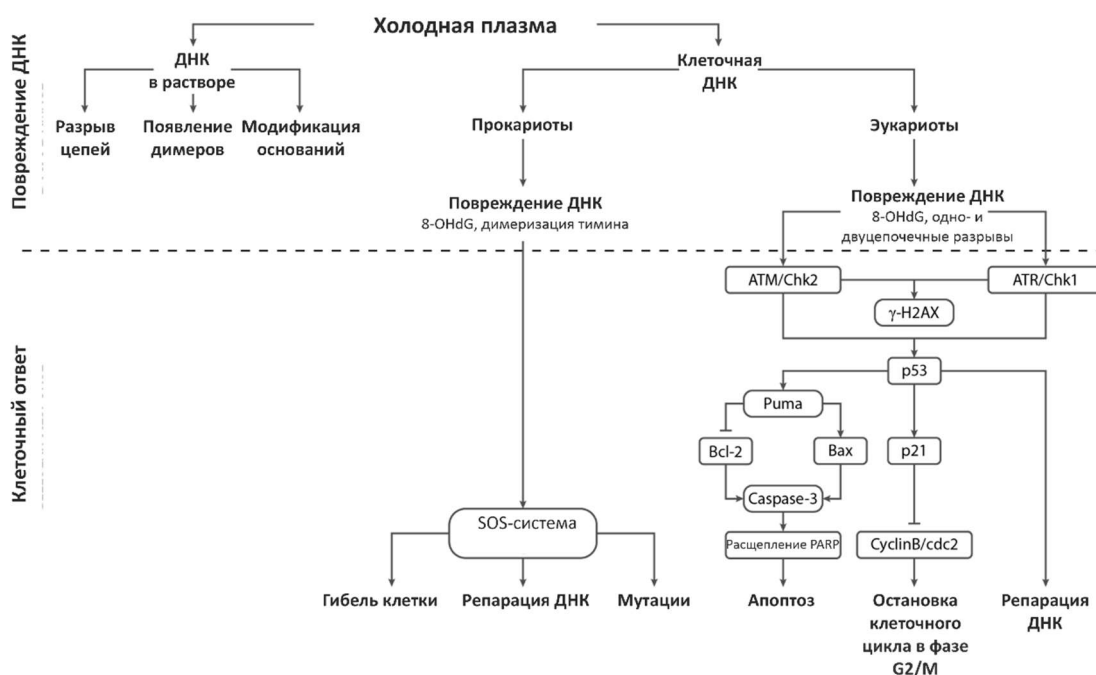 Холодная плазма
Повреждение ДНК
ДНК
в растворе
Клеточная
ДНК
Разрыв
цепей
Появление
димеров
Модификация
оснований
Прокариоты
Эукариоты
Повреждение ДНК
8-OHdG, димеризация тимина
Повреждение ДНК
8-OHdG, одно- и
двуцепочечные разрывы
Клеточный ответ
ATM/Chk2
ATR/Chk1
γ-H2AX
p53
Puma
Bcl-2
Bax
p21
Caspase-3
SOS-система
Расщепление PARP
CyclinB/cdc2
Гибель клетки
Репарация ДНК
Мутации
Апоптоз
Остановка
клеточного
цикла в фазе
G2/M
Репарация
ДНК